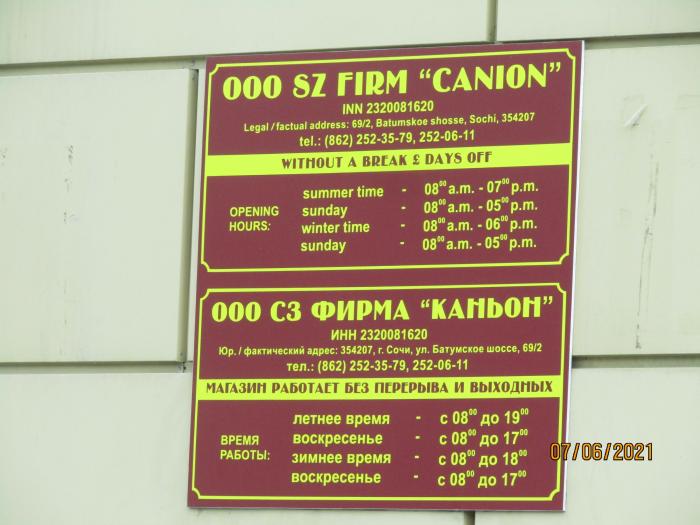 ООО SZ FIRM “CANION”
INN 2320081620
Legal / factual address: 69/2, Batumskoe shosse, Sochi, 354207
tel.: (862) 252-35-79, 252-06-11
WITHOUT A BREAK £ DAYS OFF
OPENING HOURS:
summer time - 08⁰⁰ a.m. - 07⁰⁰ p.m.
sunday - 08⁰⁰ a.m. - 05⁰⁰ p.m.
winter time - 08⁰⁰ a.m. - 06⁰⁰ p.m.
sunday - 08⁰⁰ a.m. - 05⁰⁰ p.m.
ООО СЗ ФИРМА “КАНЬОН”
ИНН 2320081620
Юр. / фактический адрес: 354207, г. Сочи, ул. Батумское шоссе, 69/2
тел.: (862) 252-35-79, 252-06-11
МАГАЗИН РАБОТАЕТ БЕЗ ПЕРЕРЫВА И ВЫХОДНЫХ
ВРЕМЯ РАБОТЫ:
летнее время - с 08⁰⁰ до 19⁰⁰
воскресенье - с 08⁰⁰ до 17⁰⁰
зимнее время - с 08⁰⁰ до 18⁰⁰
воскресенье - с 08⁰⁰ до 17⁰⁰
07/06/2021